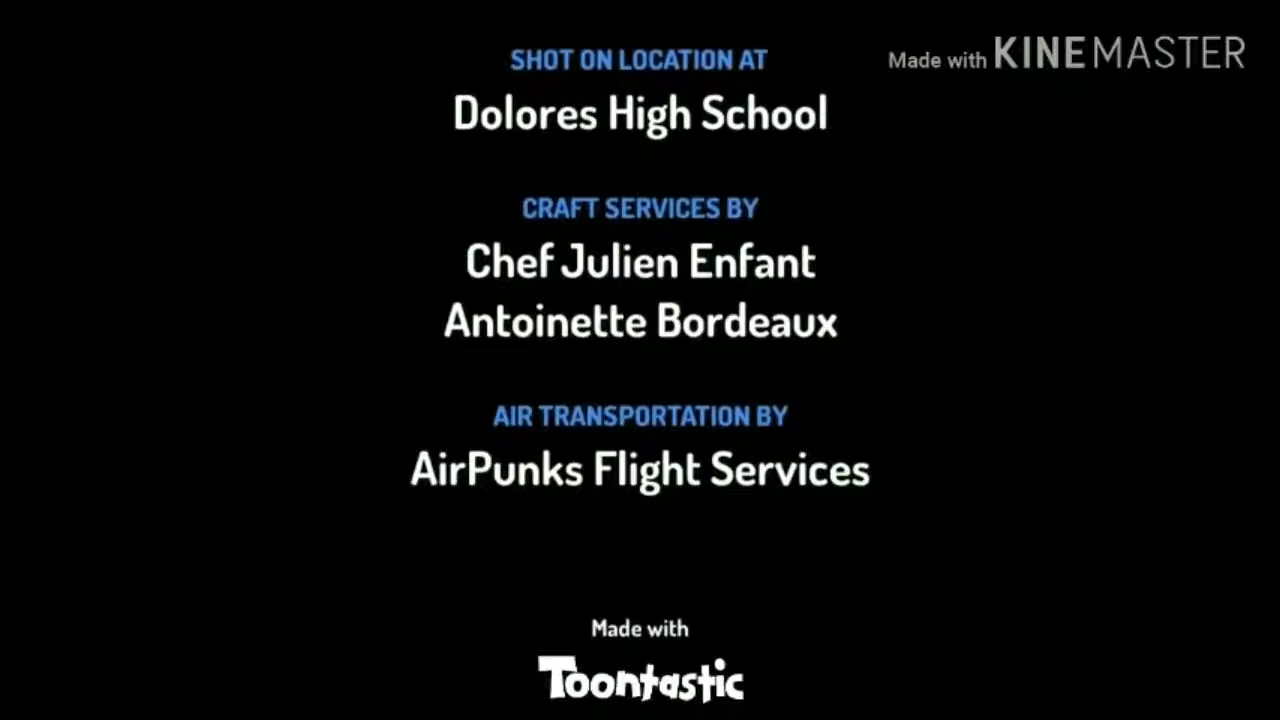 Made with KINEMASTER
SHOT ON LOCATION AT
Dolores High School
CRAFT SERVICES BY
Chef Julien Enfant
Antoinette Bordeaux
AIR TRANSPORTATION BY
AirPunks Flight Services
Made with
Toontastic